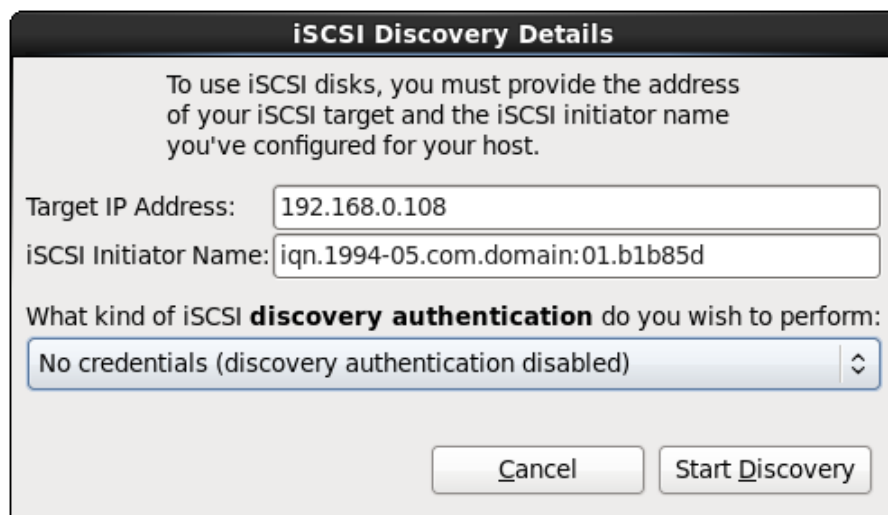 iSCSI Discovery Details
To use iSCSI disks, you must provide the address
of your iSCSI target and the iSCSI initiator name
you've configured for your host.
Target IP Address: 192.168.0.108
iSCSI Initiator Name: iqn.1994-05.com.domain:01.b1b85d
What kind of iSCSI discovery authentication do you wish to perform:
No credentials (discovery authentication disabled)
Cancel Start Discovery